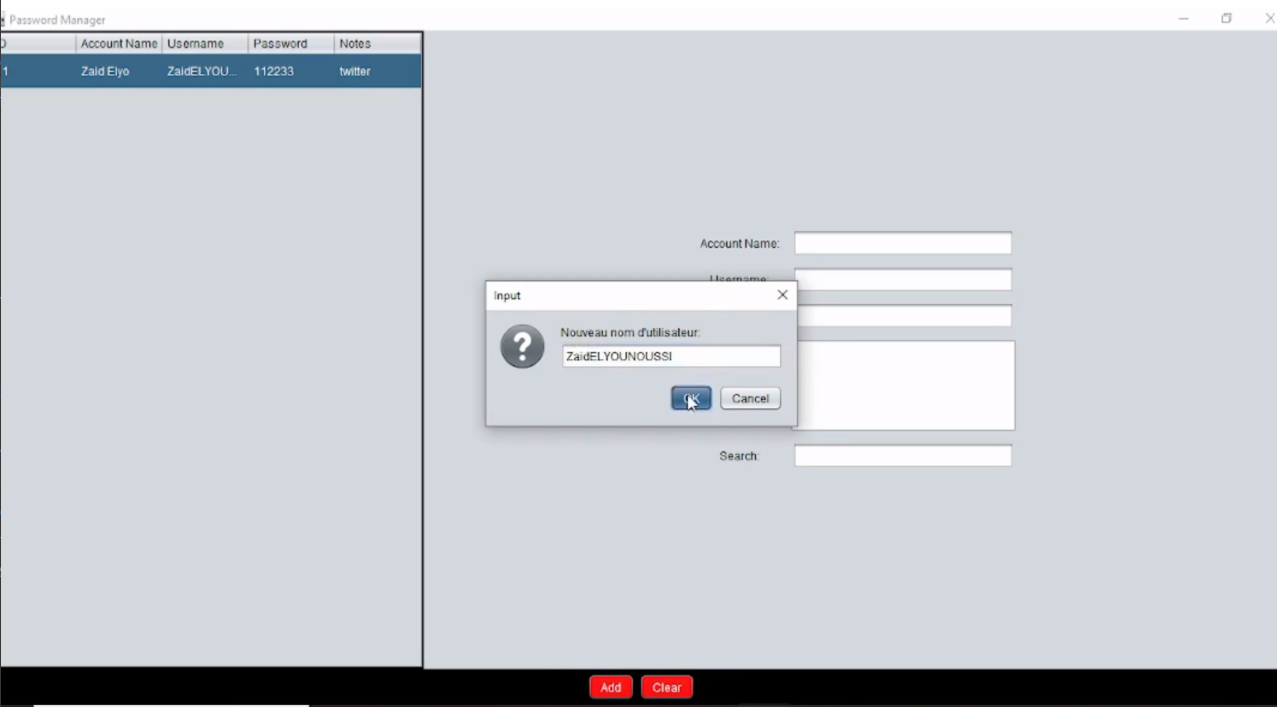 Password Manager
Account Name Username Password Notes
1 Zaid Elyo ZaidELYOU... 112233 twitter
Account Name:
Username:
Input
Nouveau nom d'utilisateur:
ZaidELYOUNOUSSI
OK Cancel
Search:
Add Clear